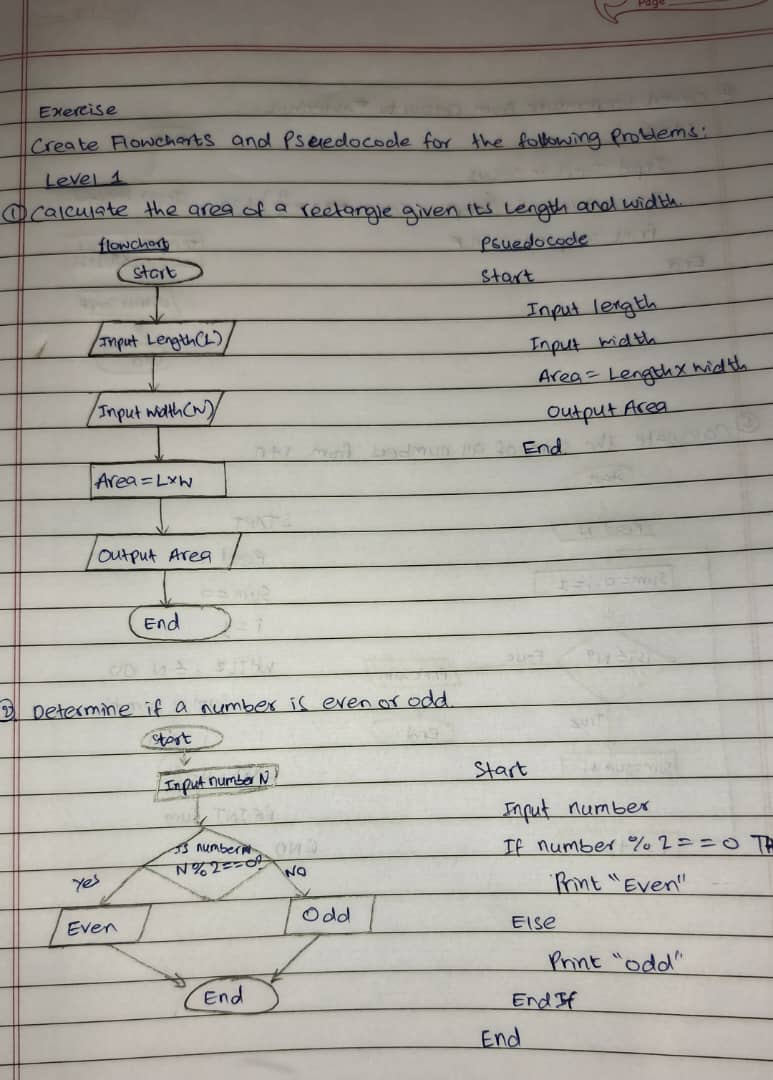 Page
Exercise
Create Flowcharts and Pseuedocode for the following Problems:
Level 1
① Calculate the area of a rectangle given its Length and width.
flowchart
Start
Input Length(L)
Input width(W)
Area = L×W
Output Area
End
Psuedocode
Start
Input length
Input width
Area = Length × width
Output Area
End
② Determine if a number is even or odd.
Start
Input number N
Is number
N % 2 == 0?
Yes
NO
Even
Odd
End
Start
Input number
If number % 2 == 0
Print "Even"
Else
Print "odd"
End If
End